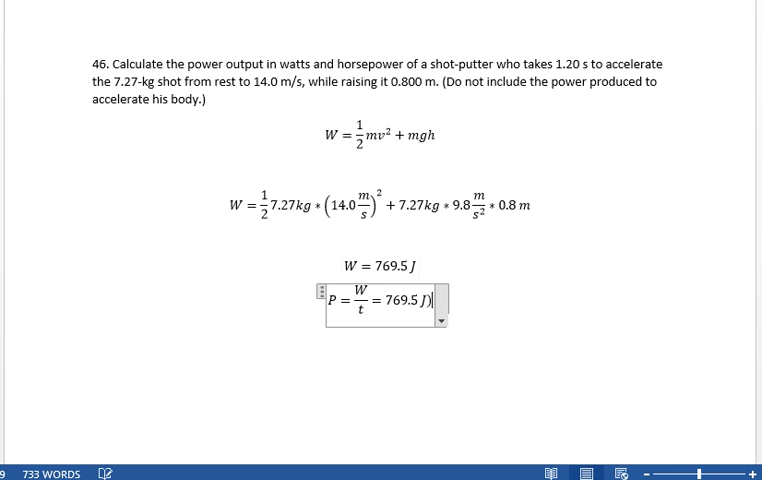 46. Calculate the power output in watts and horsepower of a shot-putter who takes 1.20 s to accelerate
the 7.27-kg shot from rest to 14.0 m/s, while raising it 0.800 m. (Do not include the power produced to
accelerate his body.)
W = 1/2 mv² + mgh
W = 1/2 7.27kg * (14.0 m/s)² + 7.27kg * 9.8 m/s² * 0.8 m
W = 769.5 J
P = W/t = 769.5 J)
9 733 WORDS